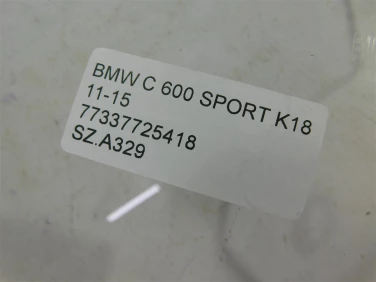 BMW C 600 SPORT K18
11-15
77337725418
SZ.A329